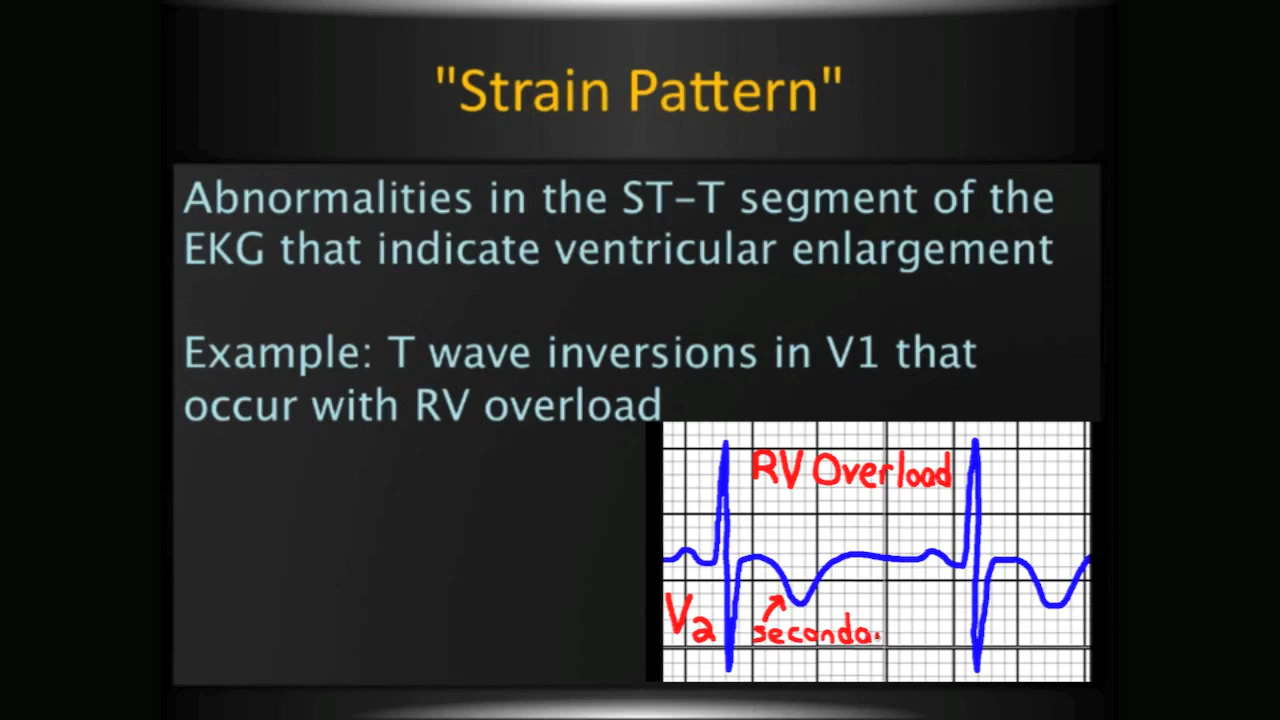 "Strain Pattern"
Abnormalities in the ST-T segment of the
EKG that indicate ventricular enlargement
Example: T wave inversions in V1 that
occur with RV overload
RV Overload
V2
seconda